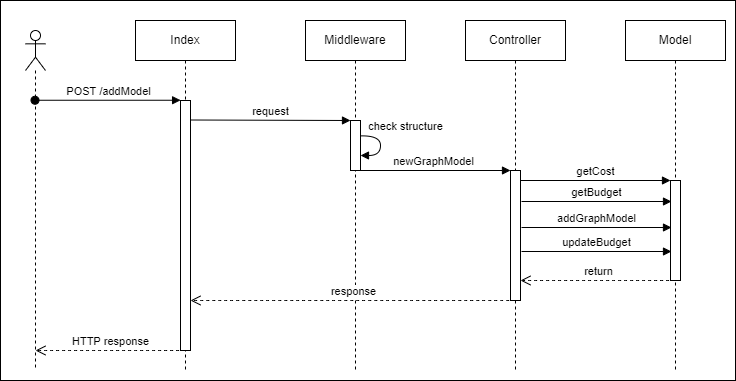 Index
Middleware
Controller
Model
POST /addModel
request
check structure
newGraphModel
getCost
getBudget
addGraphModel
updateBudget
return
response
HTTP response